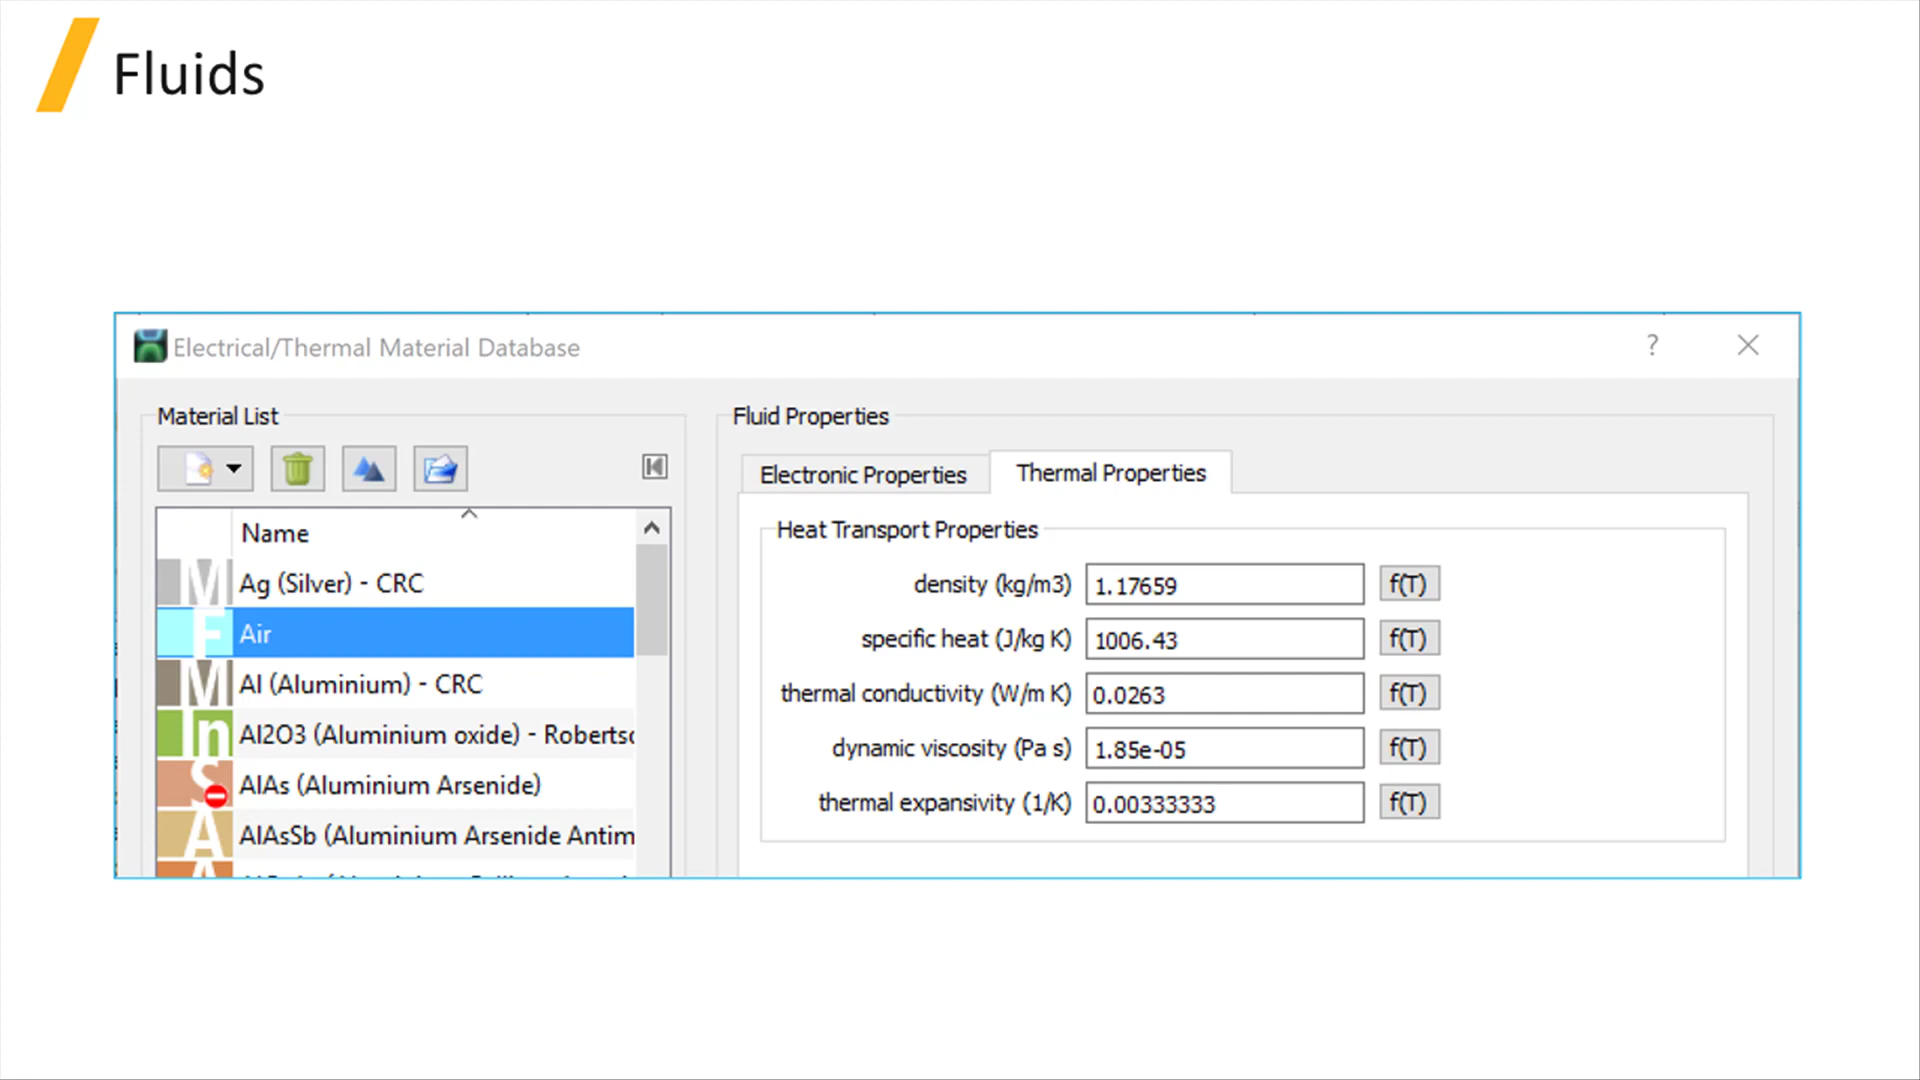 Fluids
Electrical/Thermal Material Database
?
Material List
Name
M Ag (Silver) - CRC
F Air
M Al (Aluminium) - CRC
In Al2O3 (Aluminium oxide) - Robertso
S AlAs (Aluminium Arsenide)
A AlAsSb (Aluminium Arsenide Antim
A
Fluid Properties
Electronic Properties Thermal Properties
Heat Transport Properties
density (kg/m3) 1.17659 f(T)
specific heat (J/kg K) 1006.43 f(T)
thermal conductivity (W/m K) 0.0263 f(T)
dynamic viscosity (Pa s) 1.85e-05 f(T)
thermal expansivity (1/K) 0.00333333 f(T)